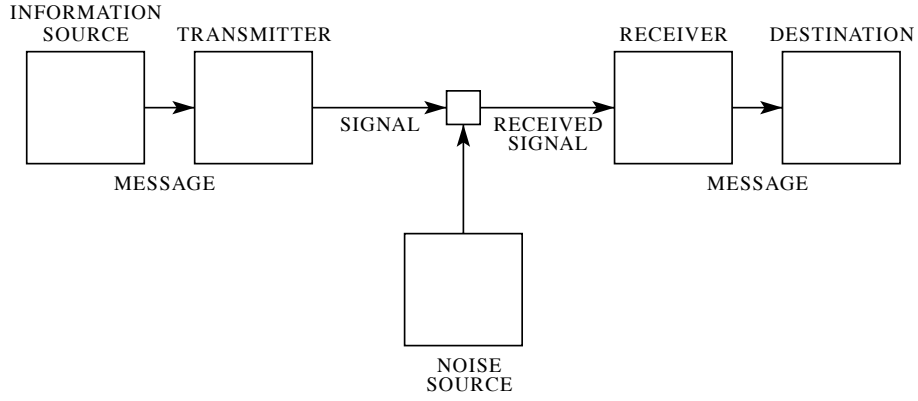 INFORMATION
SOURCE
TRANSMITTER
RECEIVER
DESTINATION
SIGNAL
RECEIVED
SIGNAL
MESSAGE
MESSAGE
NOISE
SOURCE